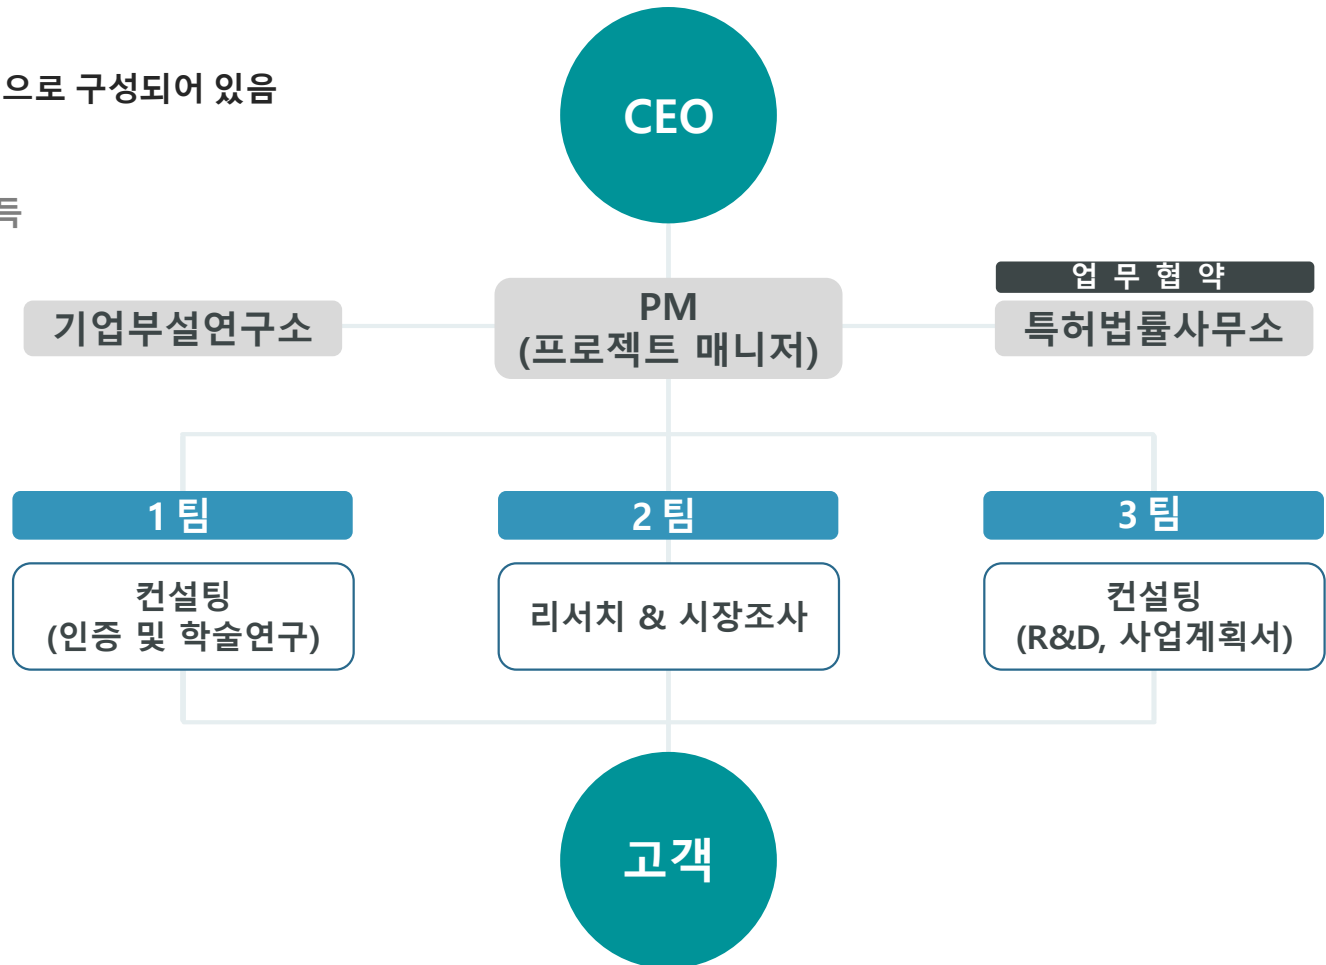 으로 구성되어 있음
CEO
득
업 무 협 약
기업부설연구소
PM
(프로젝트 매니저)
특허법률사무소
1 팀
2 팀
3 팀
컨설팅
(인증 및 학술연구)
리서치 & 시장조사
컨설팅
(R&D, 사업계획서)
고객